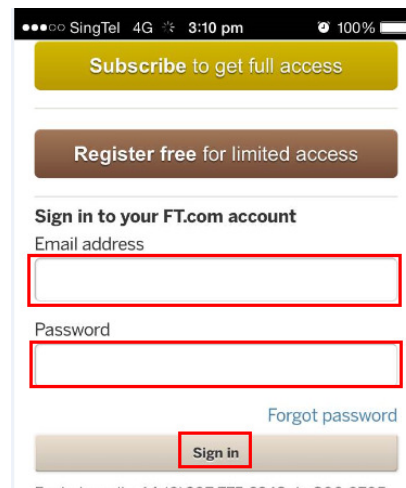 SingTel 4G 3:10 pm 100%
Subscribe to get full access
Register free for limited access
Sign in to your FT.com account
Email address
Password
Forgot password
Sign in